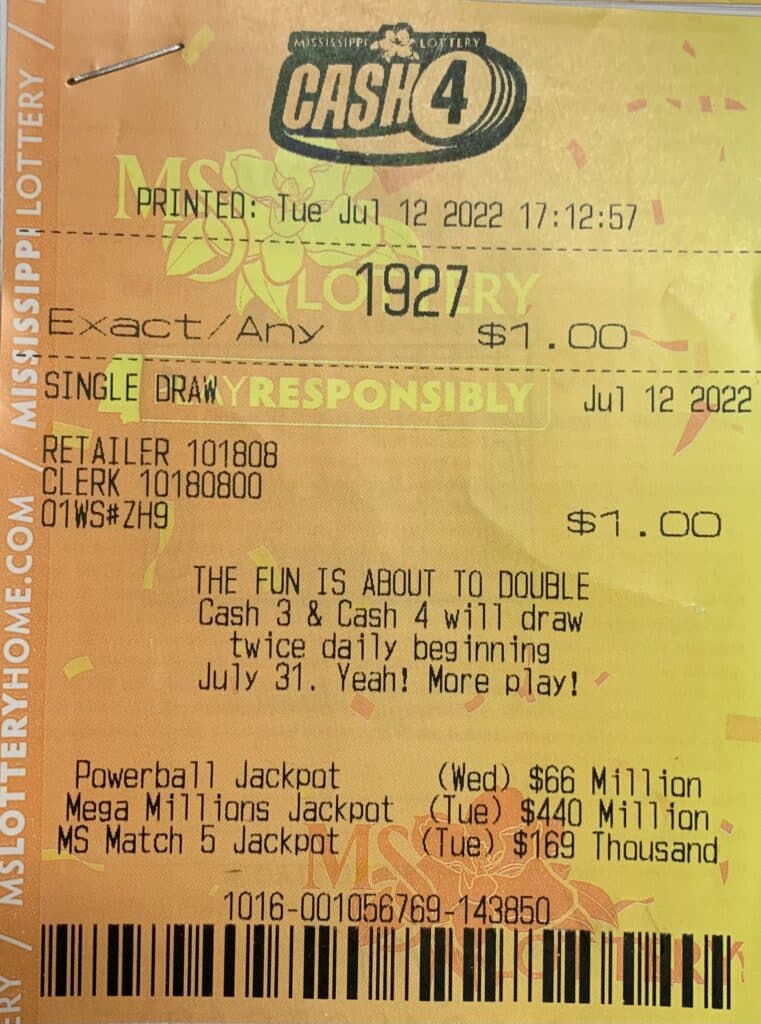 MISSISSIPPI LOTTERY
CASH 4
PRINTED: Tue Jul 12 2022 17:12:57
MS
LOTTERY
1927
Exact/Any $1.00
SINGLE DRAW Jul 12 2022
RESPONSIBLY
RETAILER 101808
CLERK 10180800
01WS#ZH9
$1.00
THE FUN IS ABOUT TO DOUBLE
Cash 3 & Cash 4 will draw
twice daily beginning
July 31. Yeah! More play!
Powerball Jackpot (Wed) $66 Million
Mega Millions Jackpot (Tue) $440 Million
MS Match 5 Jackpot (Tue) $169 Thousand
MS
LOTTERY
1016-001056769-143850
ERY / MSLOTTERYHOME.COM / MISSISSIPPI LOTTERY /